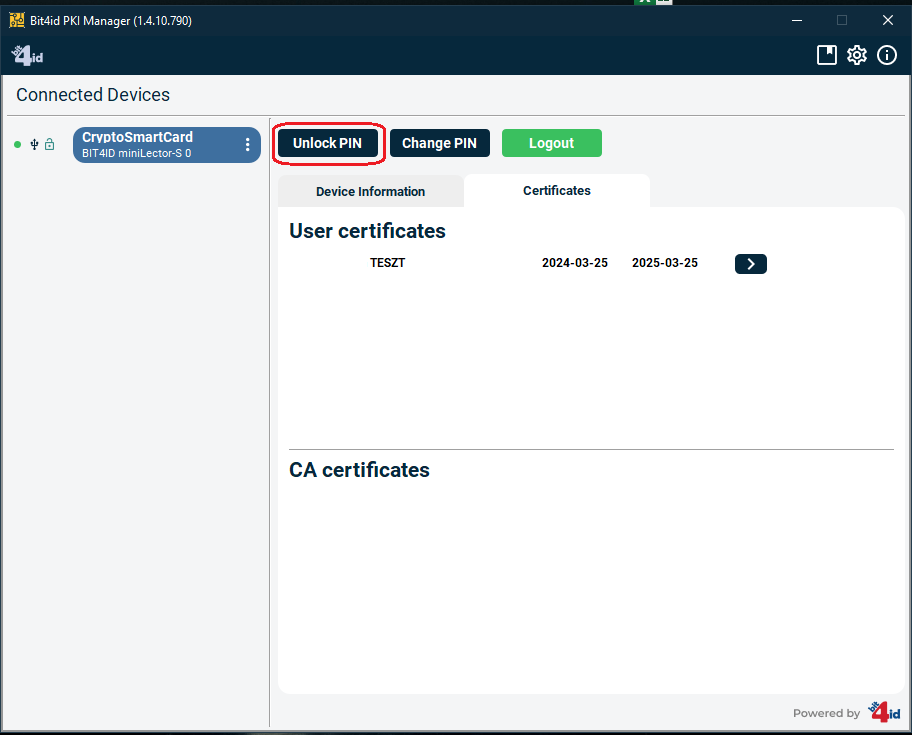 Bit4id PKI Manager (1.4.10.790)
bit4id
Connected Devices
CryptoSmartCard
BIT4ID miniLector-S 0
Unlock PIN
Change PIN
Logout
Device Information
Certificates
User certificates
TESZT 2024-03-25 2025-03-25
CA certificates
Powered by bit4id